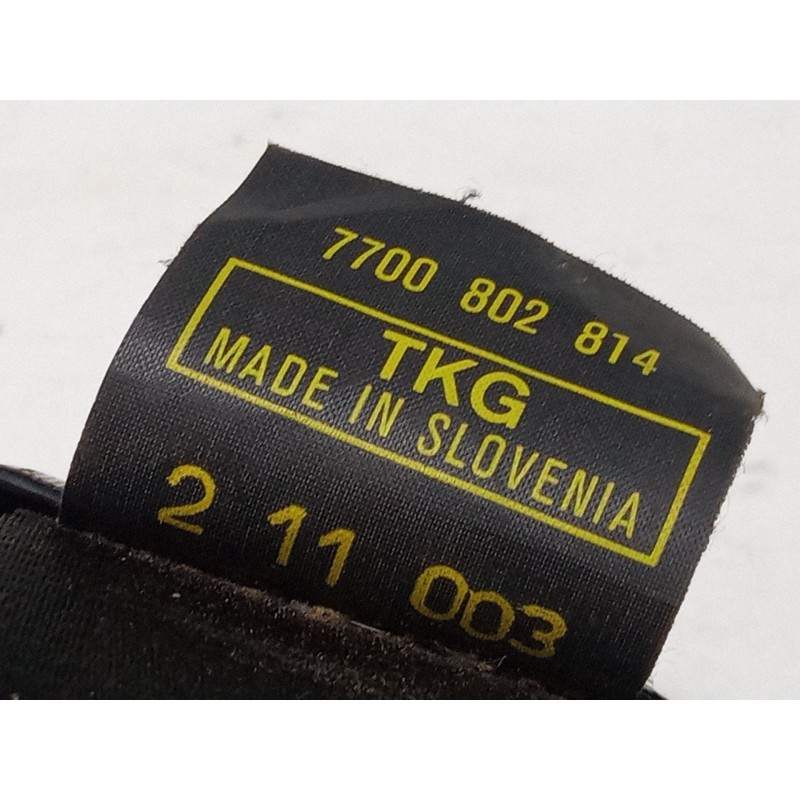 7700 802 814
TKG
MADE IN SLOVENIA
2 11 003